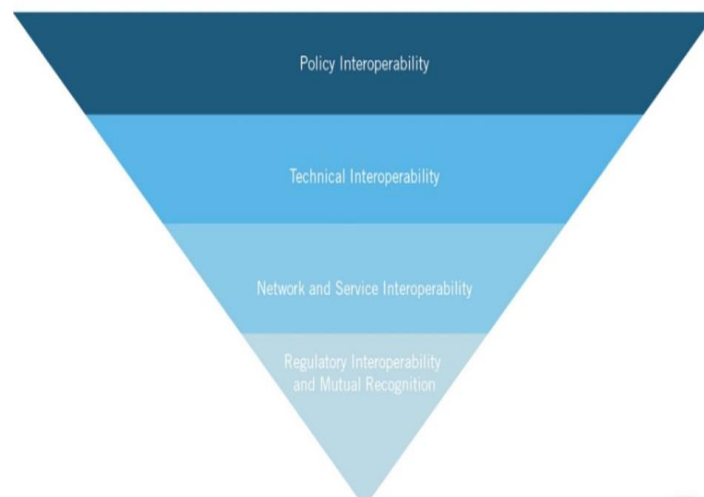 Policy Interoperability
Technical Interoperability
Network and Service Interoperability
Regulatory Interoperability
and Mutual Recognition